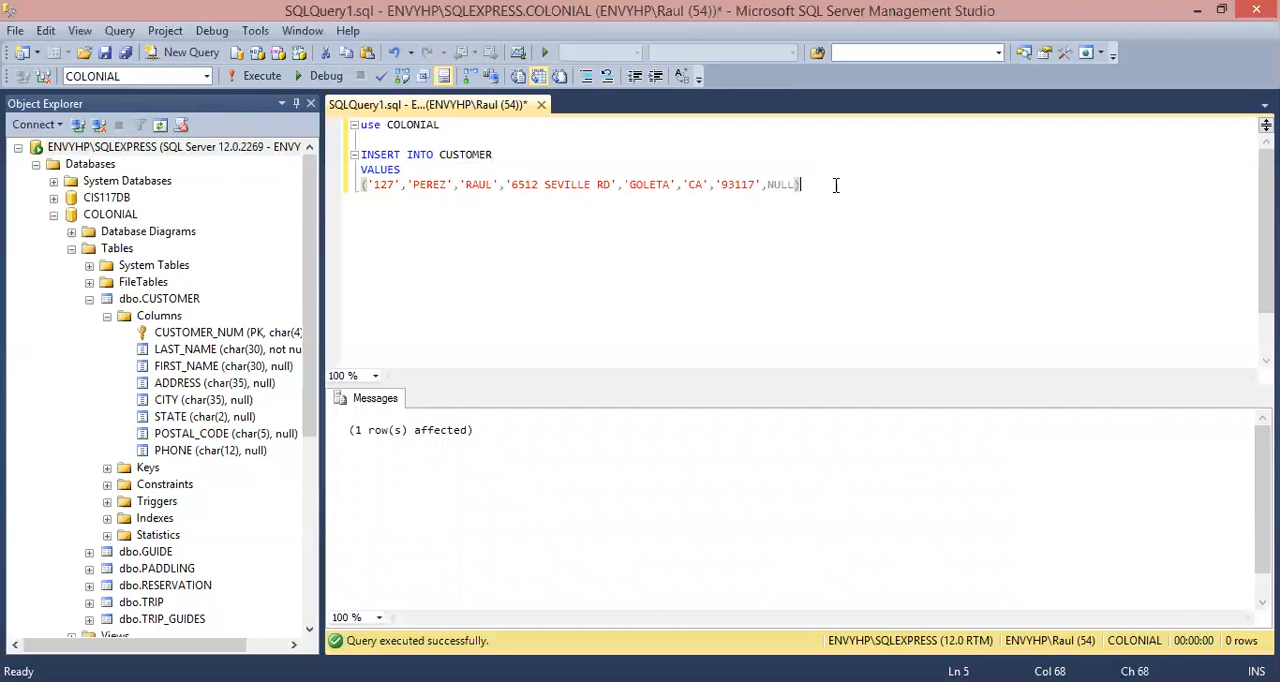 SQLQuery1.sql - ENVYHP\SQLEXPRESS.COLONIAL (ENVYHP\Raul (54))* - Microsoft SQL Server Management Studio
File Edit View Query Project Debug Tools Window Help
New Query
COLONIAL Execute Debug
Object Explorer
SQLQuery1.sql - E...(ENVYHP\Raul (54))*
Connect
ENVYHP\SQLEXPRESS (SQL Server 12.0.2269 - ENVY
Databases
System Databases
CIS117DB
COLONIAL
Database Diagrams
Tables
System Tables
FileTables
dbo.CUSTOMER
Columns
CUSTOMER_NUM (PK, char(4)
LAST_NAME (char(30), not nu
FIRST_NAME (char(30), null)
ADDRESS (char(35), null)
CITY (char(35), null)
STATE (char(2), null)
POSTAL_CODE (char(5), null)
PHONE (char(12), null)
Keys
Constraints
Triggers
Indexes
Statistics
dbo.GUIDE
dbo.PADDLING
dbo.RESERVATION
dbo.TRIP
dbo.TRIP_GUIDES
Views
use COLONIAL
INSERT INTO CUSTOMER
VALUES
('127','PEREZ','RAUL','6512 SEVILLE RD','GOLETA','CA','93117',NULL)
100 %
Messages
(1 row(s) affected)
100 %
Query executed successfully. ENVYHP\SQLEXPRESS (12.0 RTM) ENVYHP\Raul (54) COLONIAL 00:00:00 0 rows
Ready Ln 5 Col 68 Ch 68 INS